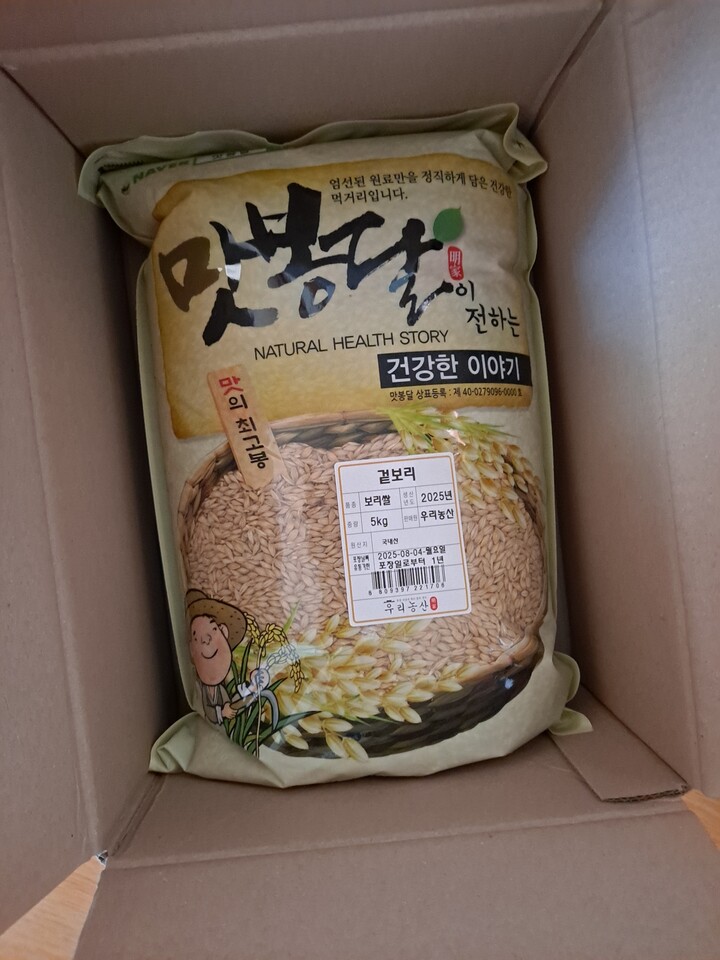 NAVER
엄선된 원료만을 정직하게 담은 건강한
먹거리입니다.
맛봉달이
明家
전하는
NATURAL HEALTH STORY
건강한 이야기
맛봉달 상표등록 : 제 40-0279096-0000 호
맛의 최고봉
겉보리
품종 보리쌀 생산년도 2025년
중량 5kg 판매원 우리농산
원산지 국내산
2025-08-04-월요일
포장일로부터 1년
8 809397 221708
우리농산